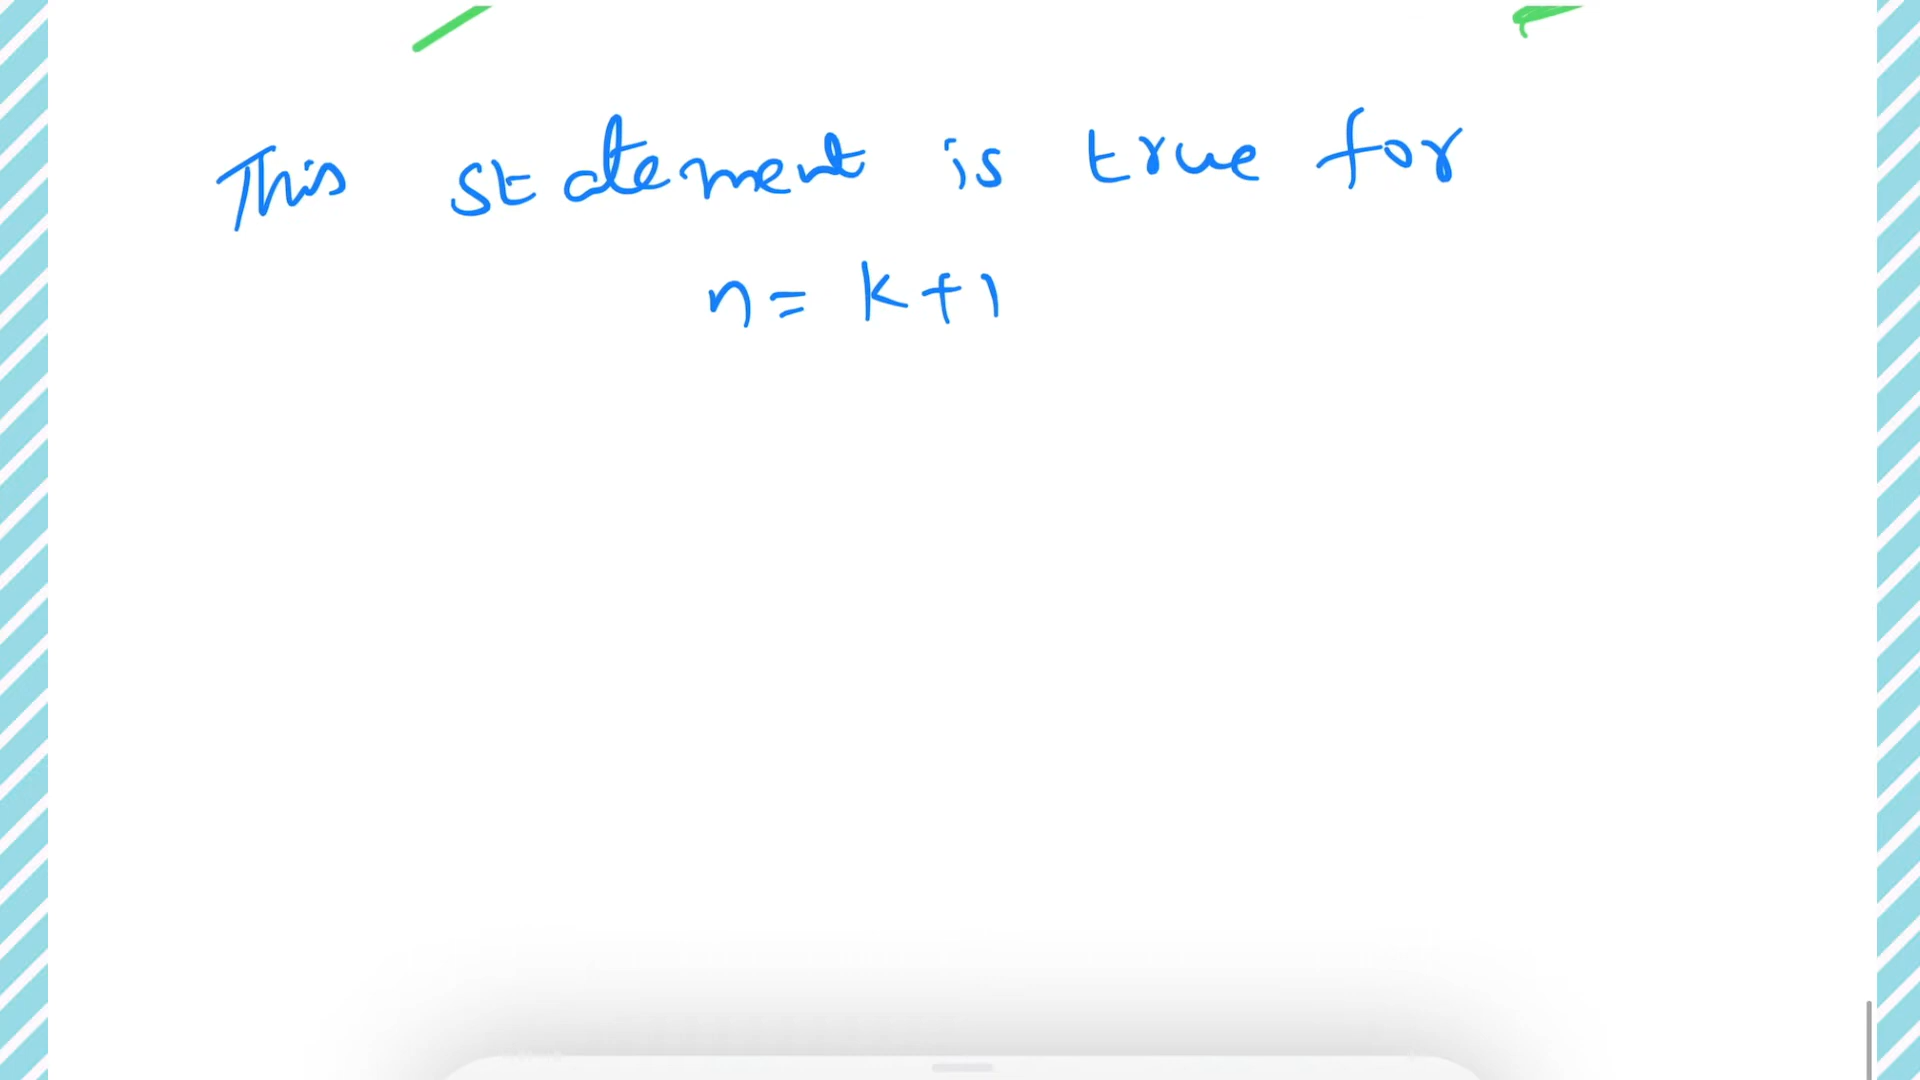 This statement is true for
n = k + 1